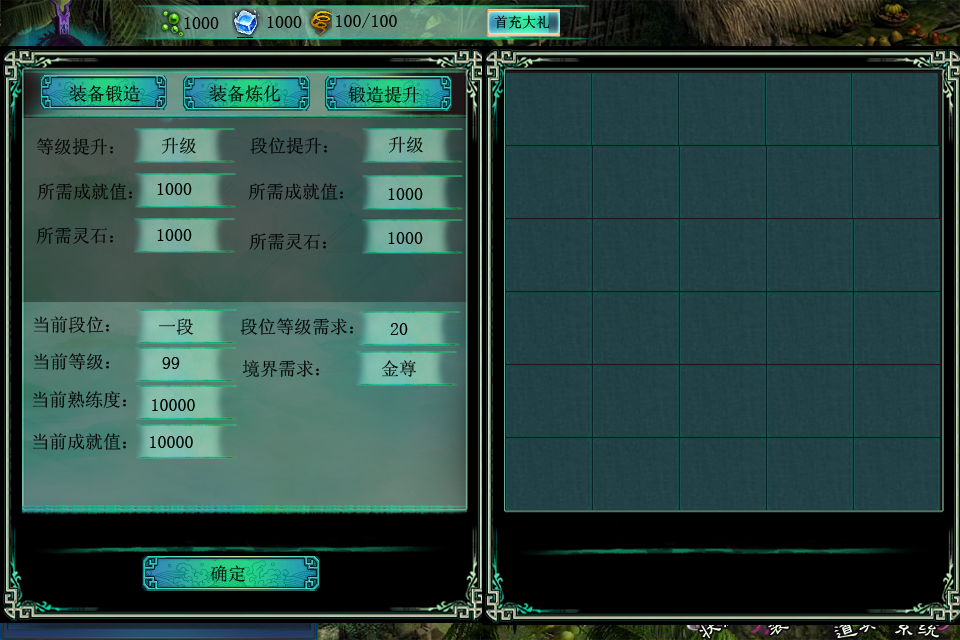 1000 1000 100/100 首充大礼
装备锻造 装备炼化 锻造提升
等级提升： 升级 段位提升： 升级
所需成就值： 1000 所需成就值： 1000
所需灵石： 1000 所需灵石： 1000
当前段位： 一段 段位等级需求： 20
当前等级： 99 境界需求： 金尊
当前熟练度： 10000
当前成就值： 10000
确定